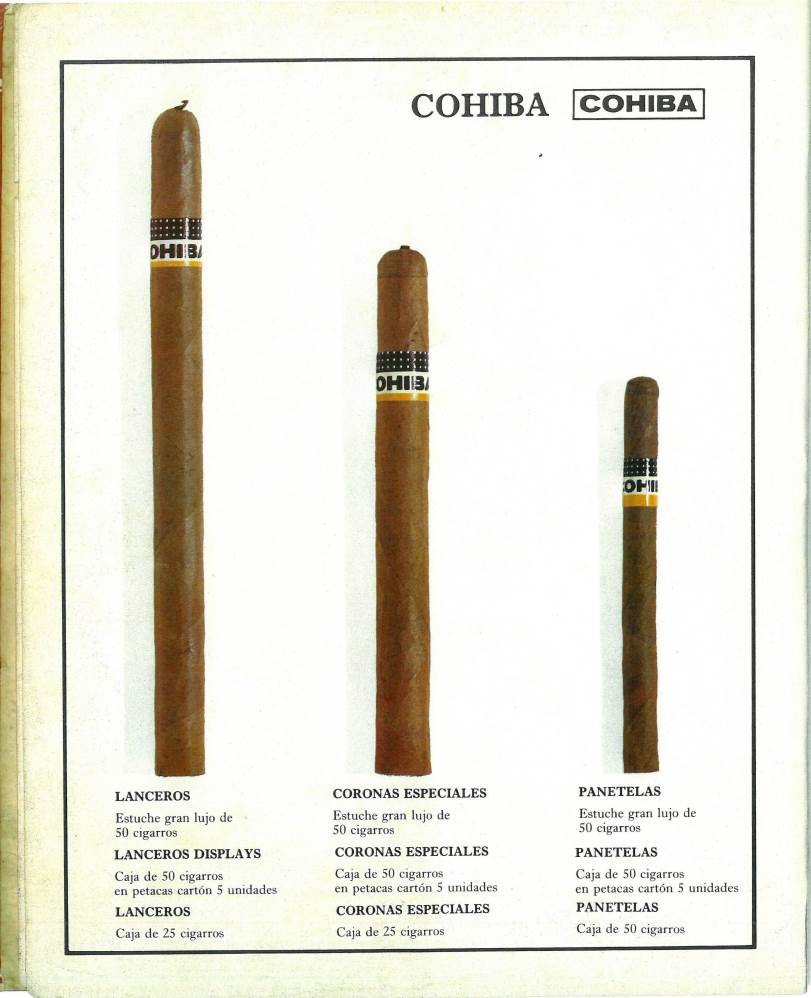 COHIBA COHIBA
OHIBA
OHIBA
COHIB
LANCEROS
Estuche gran lujo de
50 cigarros
LANCEROS DISPLAYS
Caja de 50 cigarros
en petacas cartón 5 unidades
LANCEROS
Caja de 25 cigarros
CORONAS ESPECIALES
Estuche gran lujo de
50 cigarros
CORONAS ESPECIALES
Caja de 50 cigarros
en petacas cartón 5 unidades
CORONAS ESPECIALES
Caja de 25 cigarros
PANETELAS
Estuche gran lujo de
50 cigarros
PANETELAS
Caja de 50 cigarros
en petacas cartón 5 unidades
PANETELAS
Caja de 50 cigarros